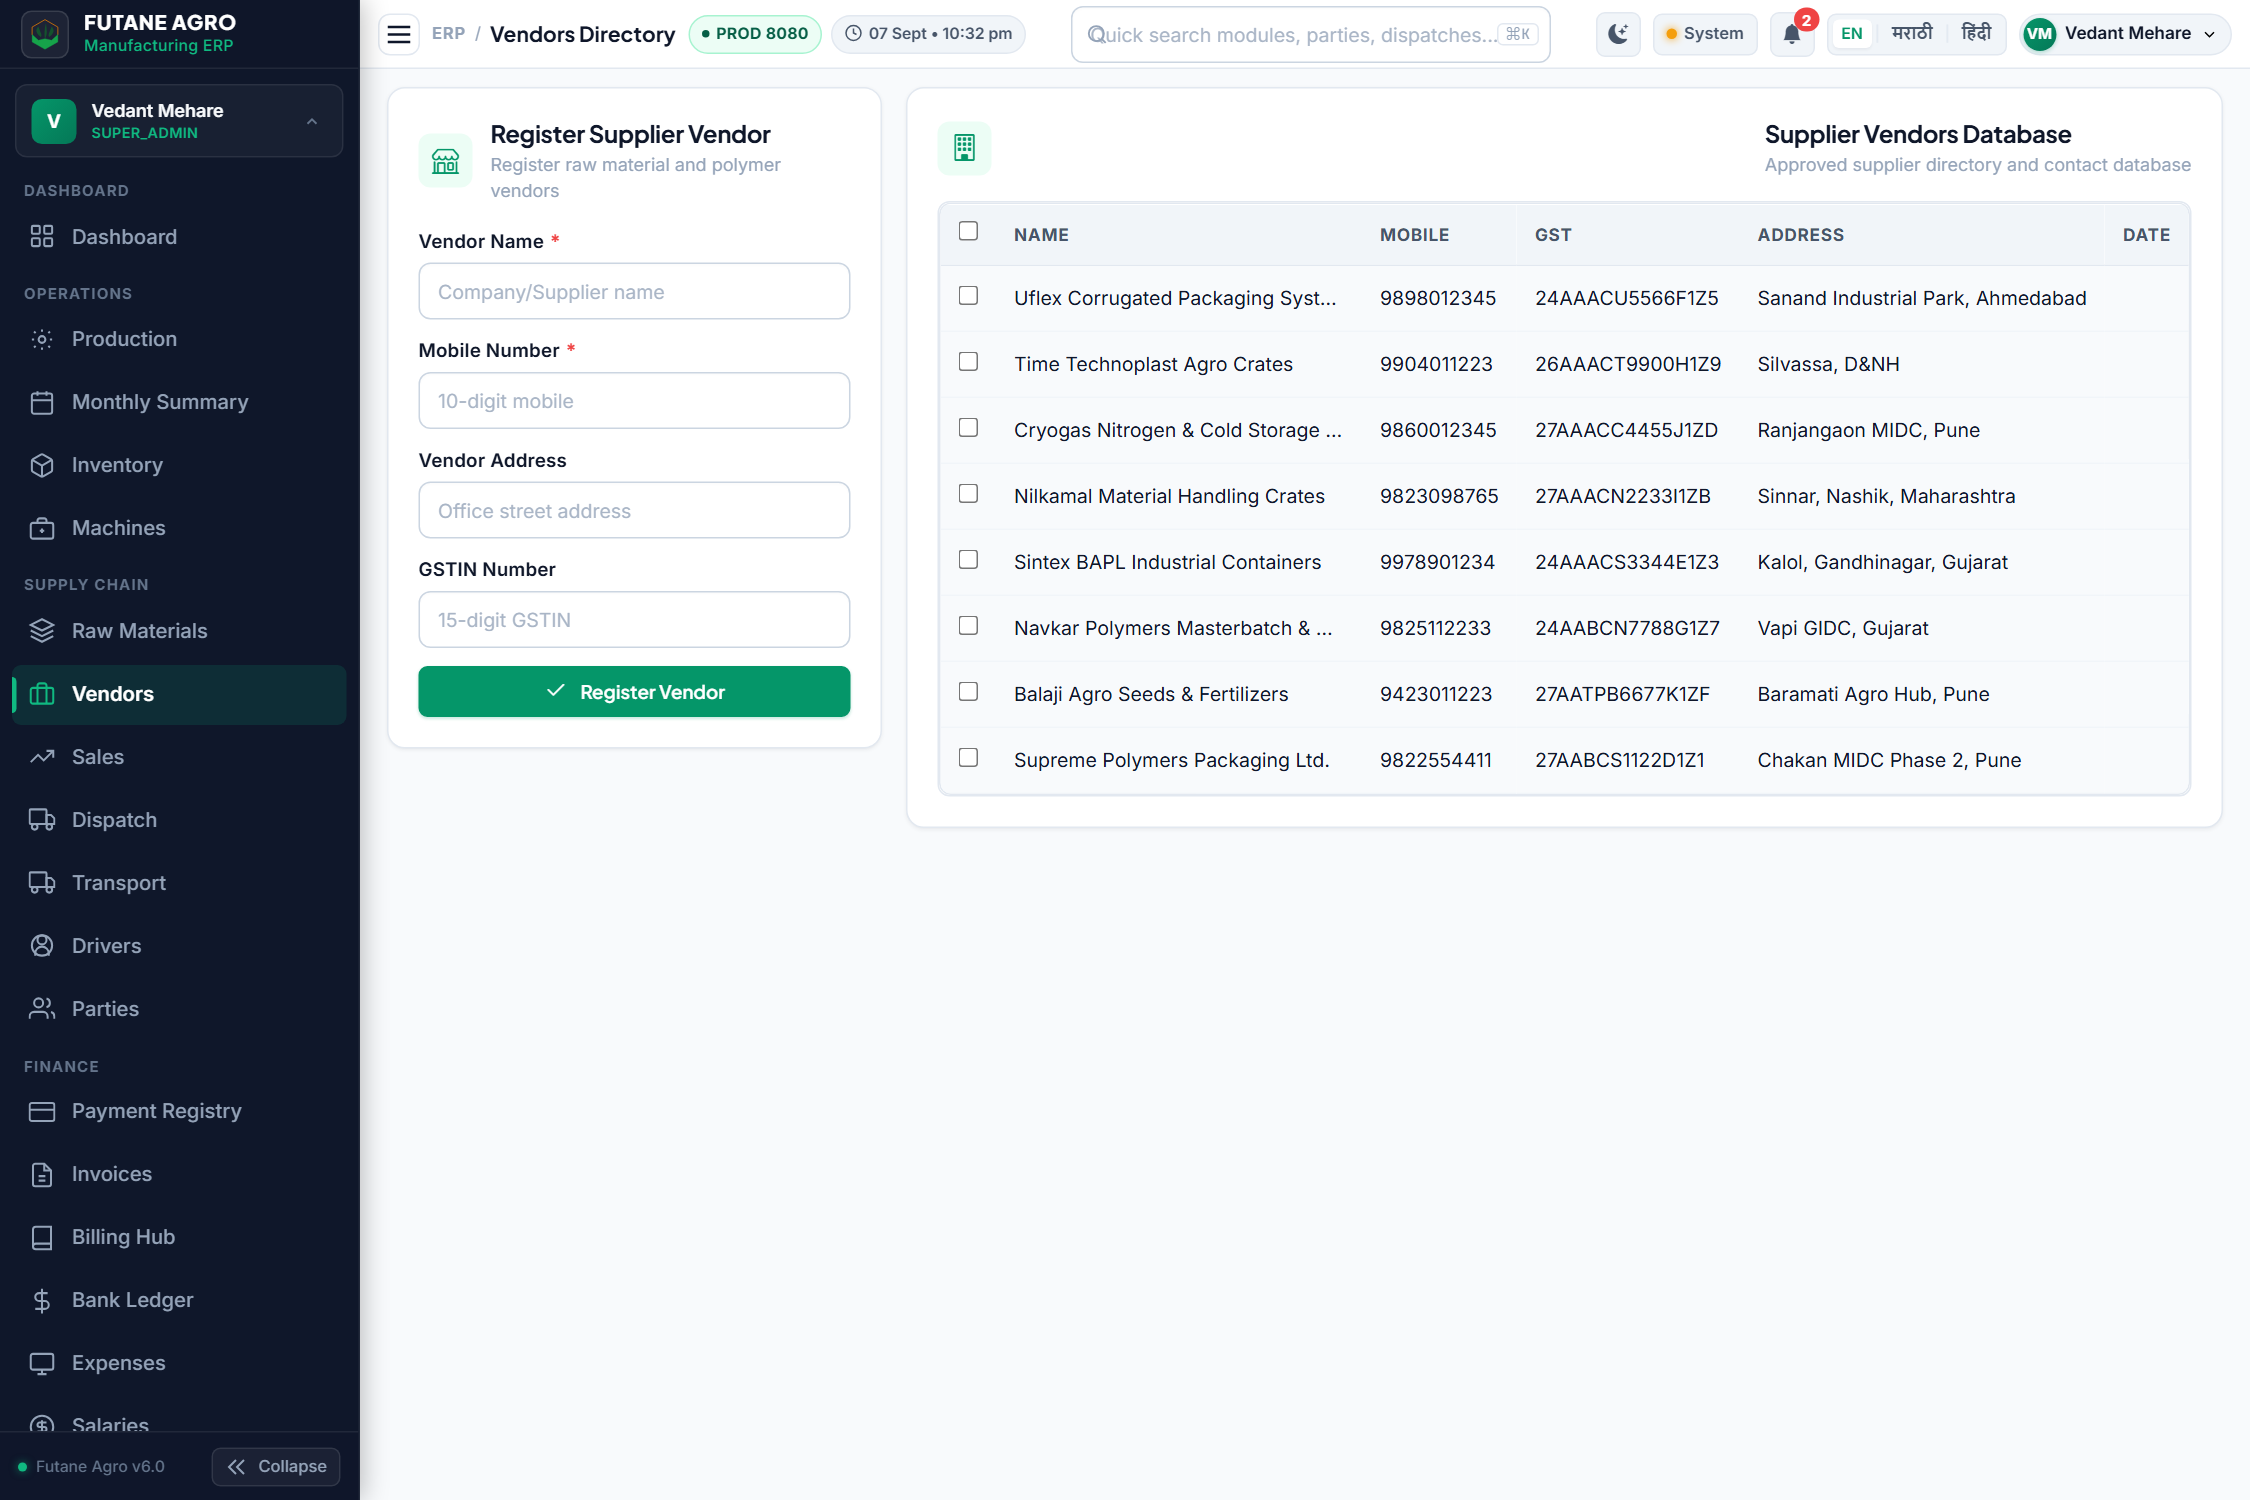 FUTANE AGRO
Manufacturing ERP
V
Vedant Mehare
SUPER_ADMIN
DASHBOARD
Dashboard
OPERATIONS
Production
Monthly Summary
Inventory
Machines
SUPPLY CHAIN
Raw Materials
Vendors
Sales
Dispatch
Transport
Drivers
Parties
FINANCE
Payment Registry
Invoices
Billing Hub
Bank Ledger
Expenses
Salaries
Futane Agro v6.0
Collapse
ERP / Vendors Directory
PROD 8080
07 Sept • 10:32 pm
Quick search modules, parties, dispatches...
⌘K
System
2
EN
मराठी
हिंदी
VM
Vedant Mehare
Register Supplier Vendor
Register raw material and polymer
vendors
Vendor Name *
Company/Supplier name
Mobile Number *
10-digit mobile
Vendor Address
Office street address
GSTIN Number
15-digit GSTIN
Register Vendor
Supplier Vendors Database
Approved supplier directory and contact database
NAME MOBILE GST ADDRESS DATE
Uflex Corrugated Packaging Syst... 9898012345 24AAACU5566F1Z5 Sanand Industrial Park, Ahmedabad
Time Technoplast Agro Crates 9904011223 26AAACT9900H1Z9 Silvassa, D&NH
Cryogas Nitrogen & Cold Storage ... 9860012345 27AAACC4455J1ZD Ranjangaon MIDC, Pune
Nilkamal Material Handling Crates 9823098765 27AAACN2233I1ZB Sinnar, Nashik, Maharashtra
Sintex BAPL Industrial Containers 9978901234 24AAACS3344E1Z3 Kalol, Gandhinagar, Gujarat
Navkar Polymers Masterbatch & ... 9825112233 24AABCN7788G1Z7 Vapi GIDC, Gujarat
Balaji Agro Seeds & Fertilizers 9423011223 27AATPB6677K1ZF Baramati Agro Hub, Pune
Supreme Polymers Packaging Ltd. 9822554411 27AABCS1122D1Z1 Chakan MIDC Phase 2, Pune